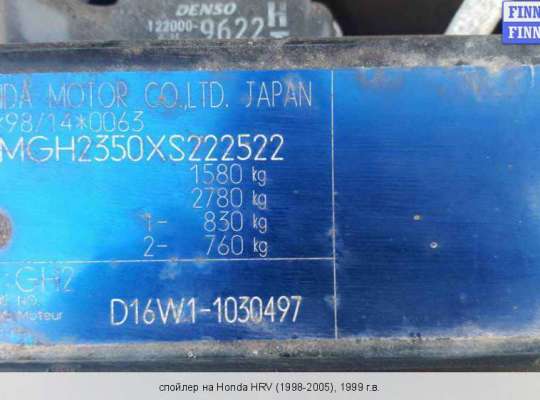 DENSO
122000-9622
FINN
FINN
NDA MOTOR CO.,LTD. JAPAN
*98/14*0063
MGH2350XS222522
1580 kg
2780 kg
1- 830 kg
2- 760 kg
GH2
Moteur D16W1-1030497
спойлер на Honda HRV (1998-2005), 1999 г.в.